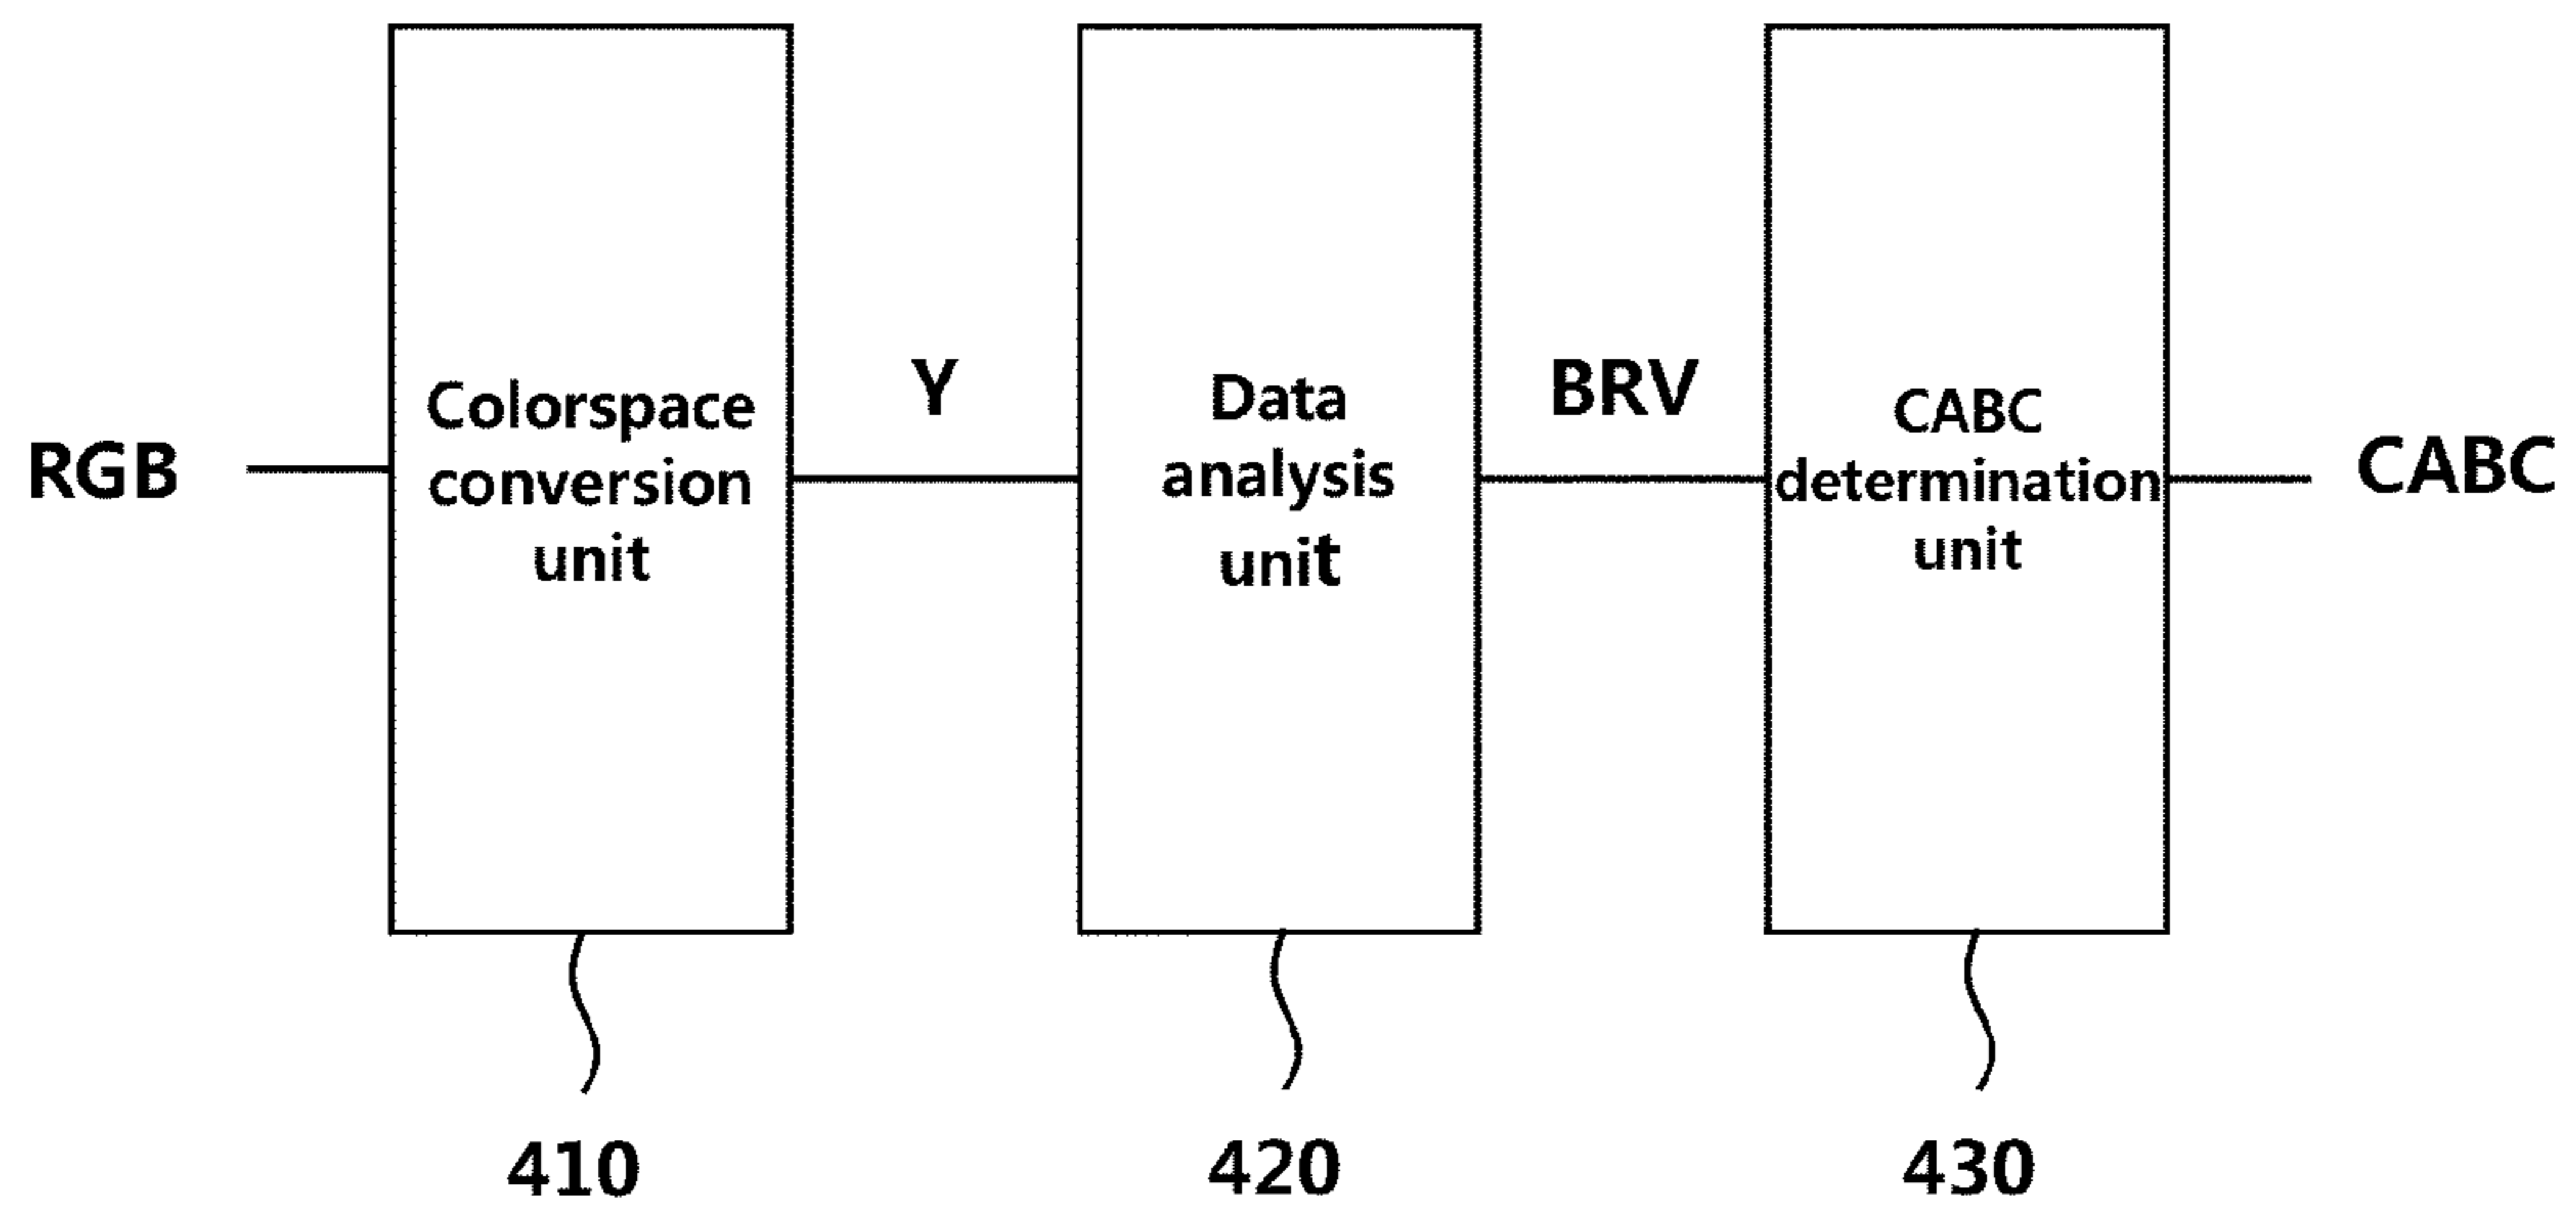 RGB
Colorspace
conversion
unit
Y
Data
analysis
unit
BRV
CABC
determination
unit
CABC
410
420
430